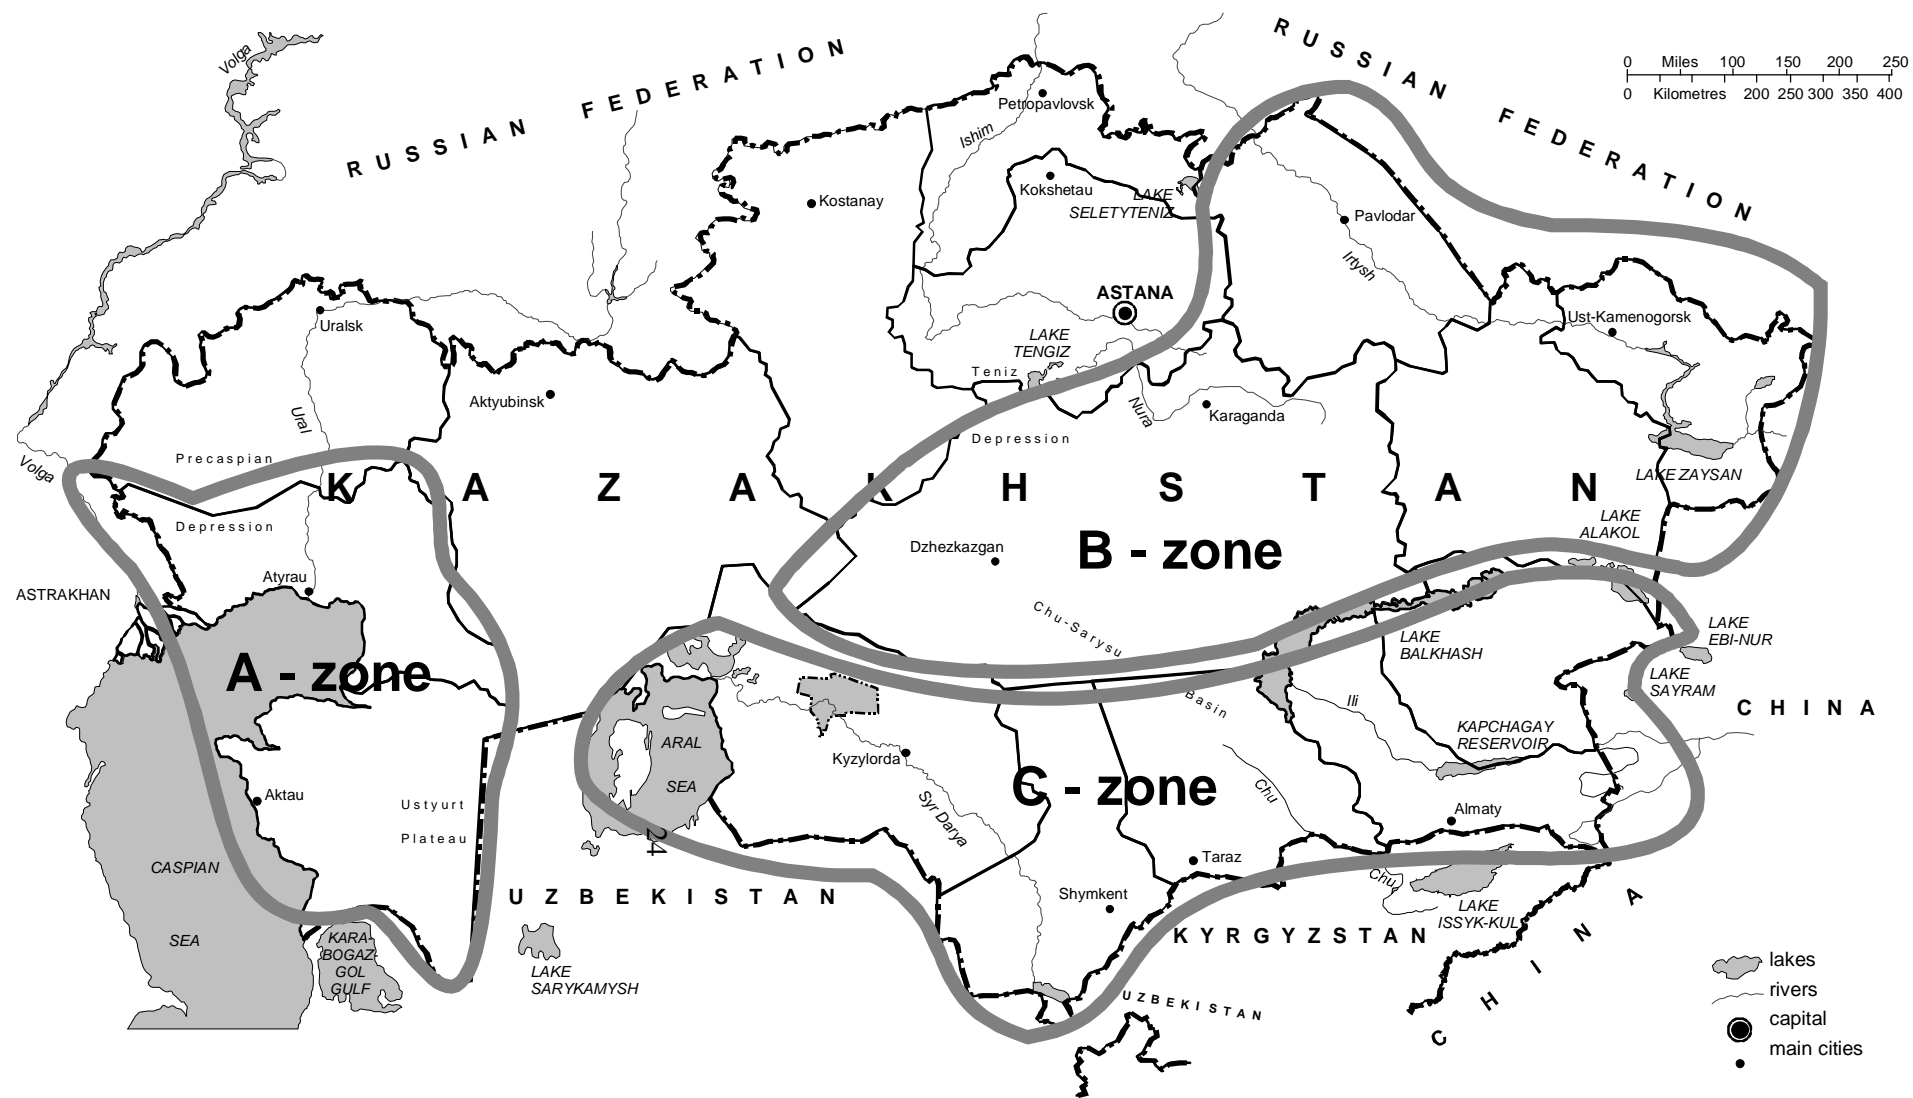 RUSSIAN FEDERATION
RUSSIAN FEDERATION
0 Miles 100 150 200 250
0 Kilometres 200 250 300 350 400
Volga
Petropavlovsk
Ishim
Kokshetau
LAKE
SELETYTENIZ
Kostanay
Pavlodar
Irtysh
ASTANA
Uralsk
Ust-Kamenogorsk
LAKE
TENGIZ
Teniz
Aktyubinsk
Nura
Karaganda
Ural
Depression
Precaspian
Volga
LAKE ZAYSAN
KAZAKHSTAN
Depression
LAKE
ALAKOL
Dzhezkazgan
B - zone
Atyrau
ASTRAKHAN
Chu-Sarysu
LAKE
EBI-NUR
LAKE
BALKHASH
A - zone
LAKE
SAYRAM
Basin
Ili
CHINA
KAPCHAGAY
RESERVOIR
ARAL
SEA
Kyzylorda
C - zone
Chu
Syr Darya
Aktau
Ustyurt
Plateau
Almaty
24
Taraz
CASPIAN
SEA
Chu
Shymkent
UZBEKISTAN
LAKE
ISSYK-KUL
KYRGYZSTAN
CHINA
KARA-
BOGAZ-
GOL
GULF
LAKE
SARYKAMYSH
UZBEKISTAN
lakes
rivers
capital
main cities